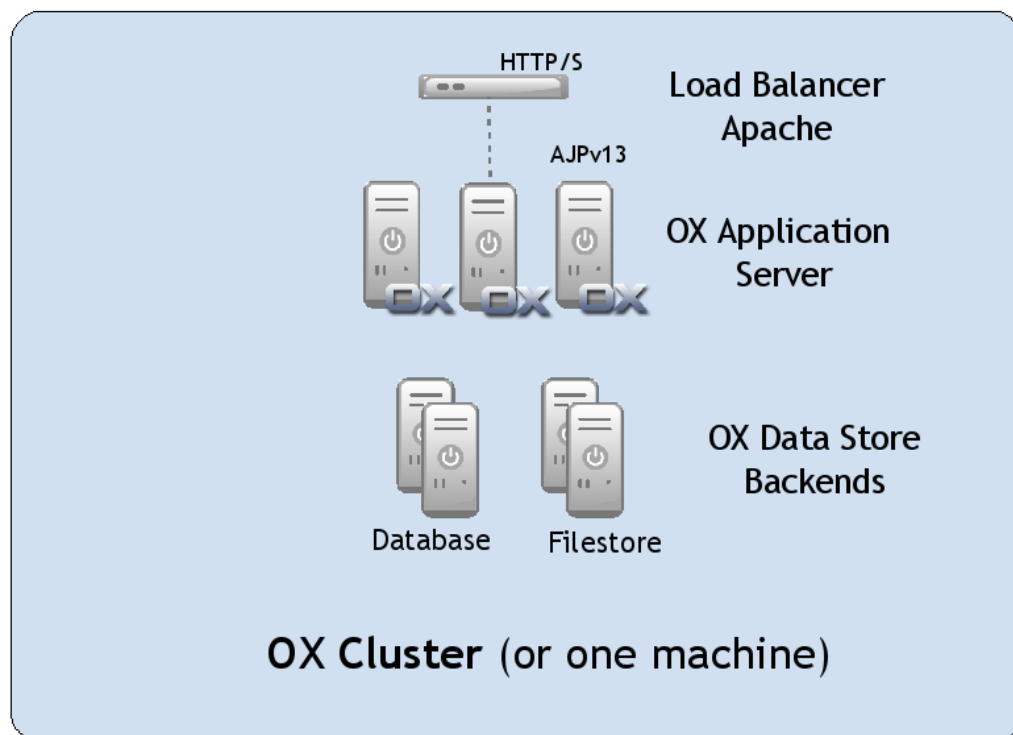 HTTP/S
Load Balancer
Apache
AJPv13
OX Application
Server
OX OX OX
OX Data Store
Backends
Database Filestore
OX Cluster (or one machine)